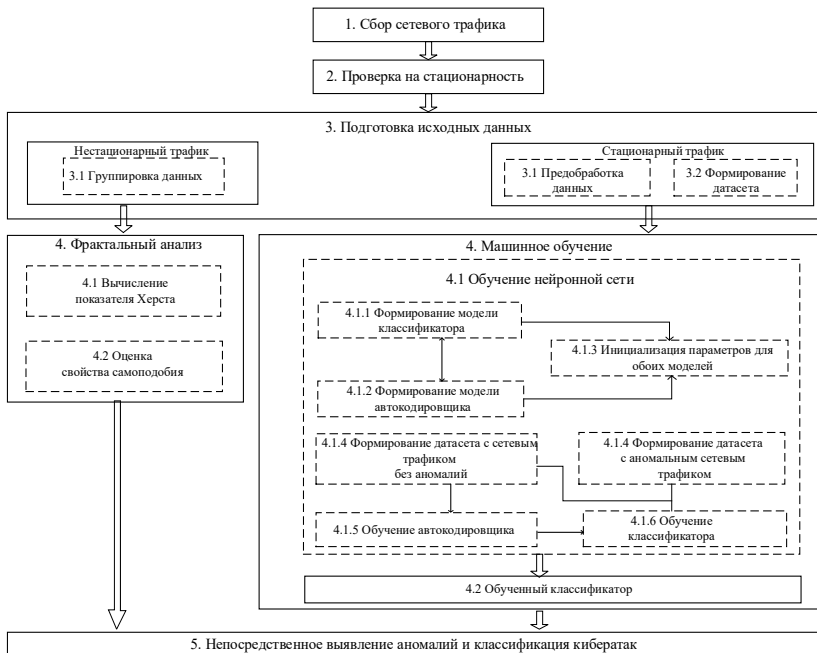 1. Сбор сетевого трафика
2. Проверка на стационарность
3. Подготовка исходных данных
Нестационарный трафик
3.1 Группировка данных
Стационарный трафик
3.1 Предобработка
данных
3.2 Формирование
датасета
4. Фрактальный анализ
4.1 Вычисление
показателя Херста
4.2 Оценка
свойства самоподобия
4. Машинное обучение
4.1 Обучение нейронной сети
4.1.1 Формирование модели
классификатора
4.1.2 Формирование модели
автокодировщика
4.1.3 Инициализация параметров для
обоих моделей
4.1.4 Формирование датасета с сетевым
трафиком
без аномалий
4.1.4 Формирование датасета
с аномальным сетевым
трафиком
4.1.5 Обучение автокодировщика
4.1.6 Обучение
классификатора
4.2 Обученный классификатор
5. Непосредственное выявление аномалий и классификация кибератак